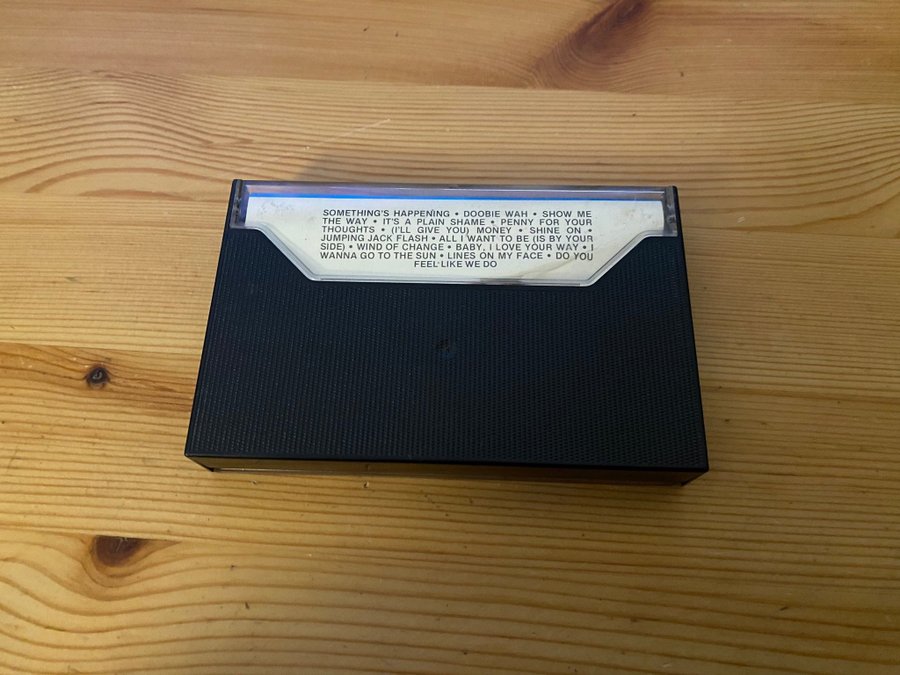 SOMETHING'S HAPPENING • DOOBIE WAH • SHOW ME
THE WAY • IT'S A PLAIN SHAME • PENNY FOR YOUR
THOUGHTS • (I'LL GIVE YOU) MONEY • SHINE ON •
JUMPING JACK FLASH • ALL I WANT TO BE (IS BY YOUR
SIDE) • WIND OF CHANGE • BABY, I LOVE YOUR WAY • I
WANNA GO TO THE SUN • LINES ON MY FACE • DO YOU
FEEL LIKE WE DO